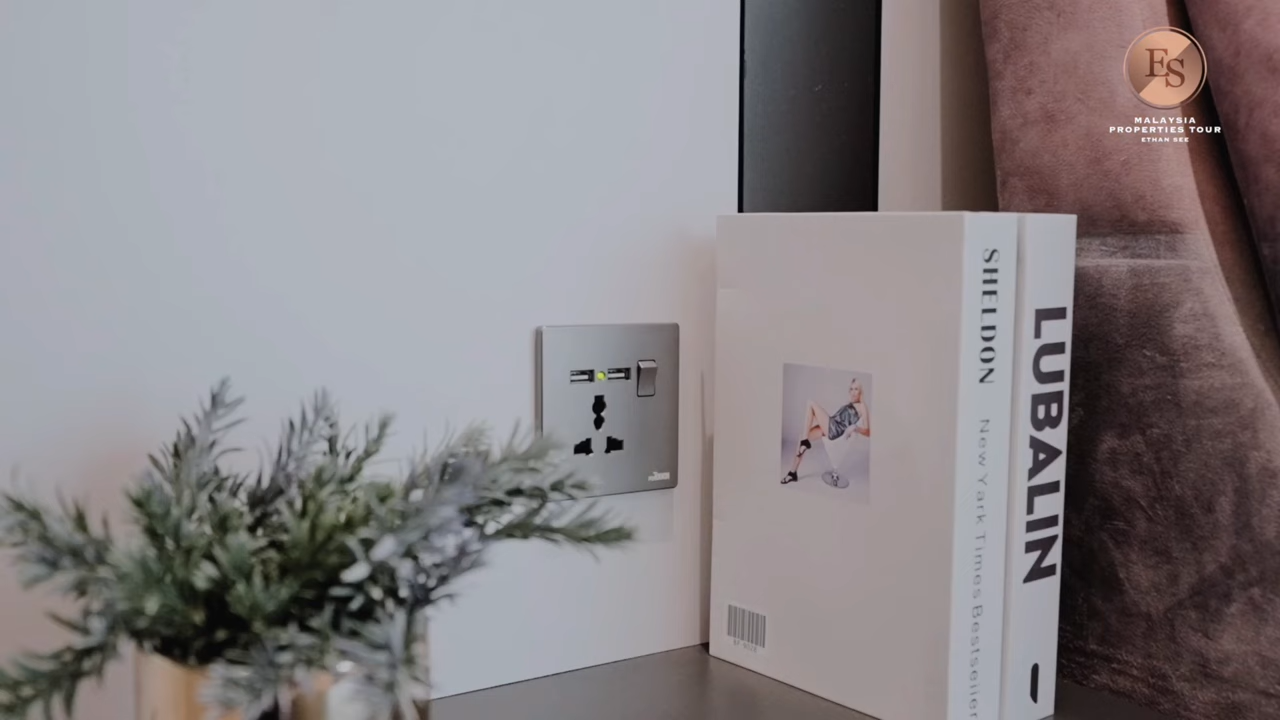 ES
MALAYSIA
PROPERTIES TOUR
ETHAN SEE
SHELDON
New York Times Bestseller
LUBALIN